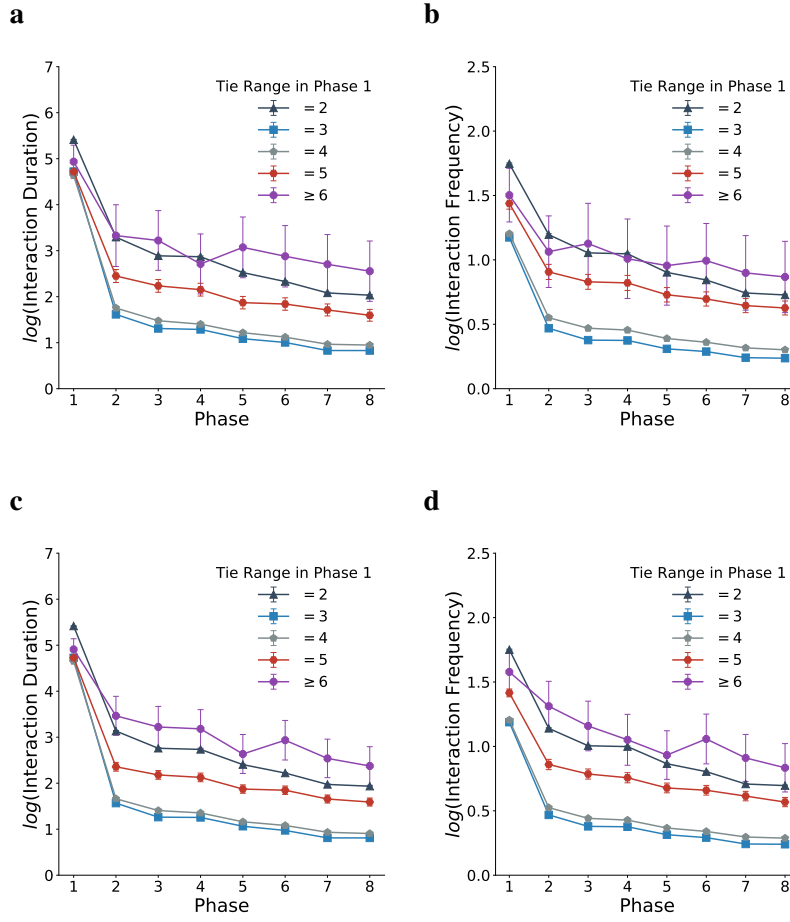 a
7
6
5
4
3
2
1
0
log(Interaction Duration)
Tie Range in Phase 1
= 2
= 3
= 4
= 5
≥ 6
1 2 3 4 5 6 7 8
Phase
b
2.5
2.0
1.5
1.0
0.5
0.0
log(Interaction Frequency)
Tie Range in Phase 1
= 2
= 3
= 4
= 5
≥ 6
1 2 3 4 5 6 7 8
Phase
c
7
6
5
4
3
2
1
0
log(Interaction Duration)
Tie Range in Phase 1
= 2
= 3
= 4
= 5
≥ 6
1 2 3 4 5 6 7 8
Phase
d
2.5
2.0
1.5
1.0
0.5
0.0
log(Interaction Frequency)
Tie Range in Phase 1
= 2
= 3
= 4
= 5
≥ 6
1 2 3 4 5 6 7 8
Phase